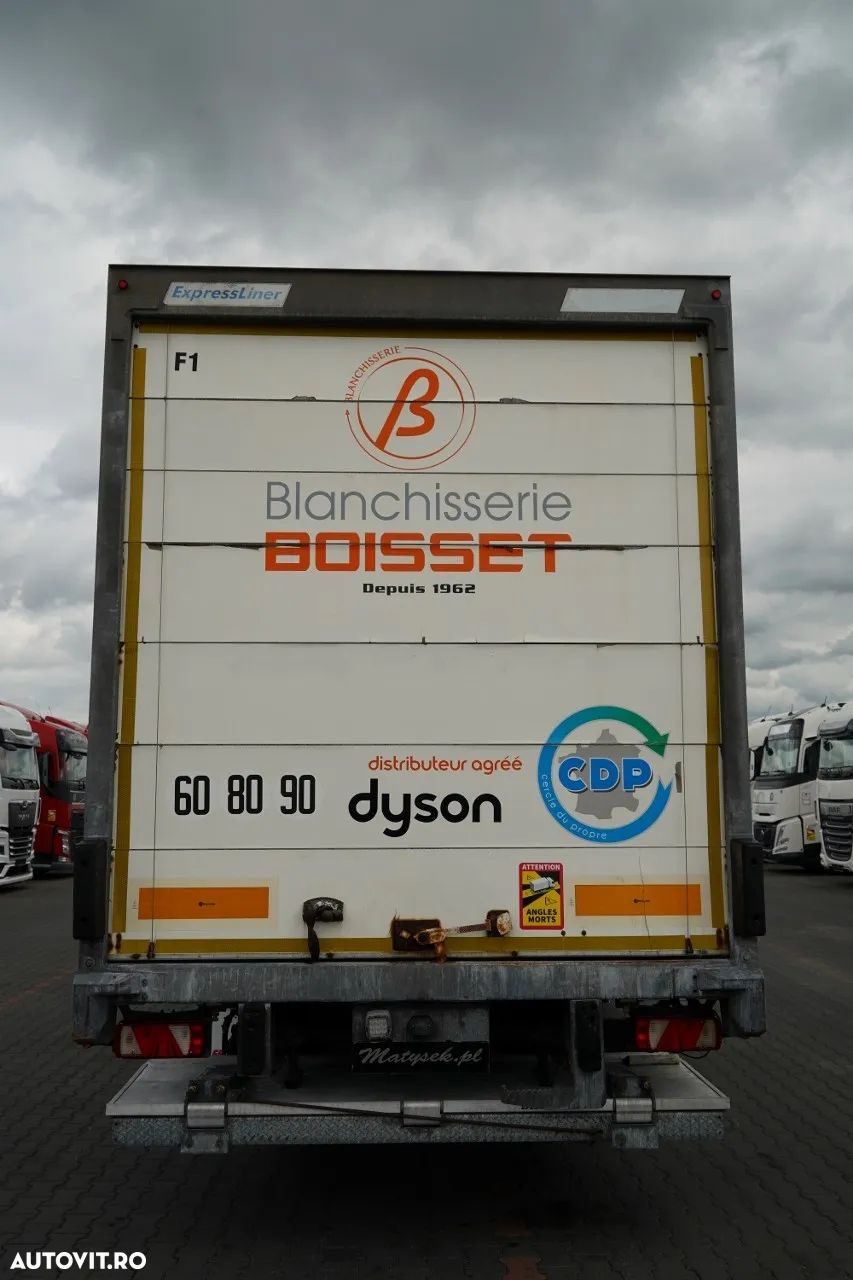 ExpressLiner
F1
BLANCHISSERIE
β
Blanchisserie
BOISSET
Depuis 1962
distributeur agréé
60 80 90
dyson
CDP
cercle du propre
ATTENTION
ANGLES
MORTS
Matysek.pl
AUTOVIT.RO